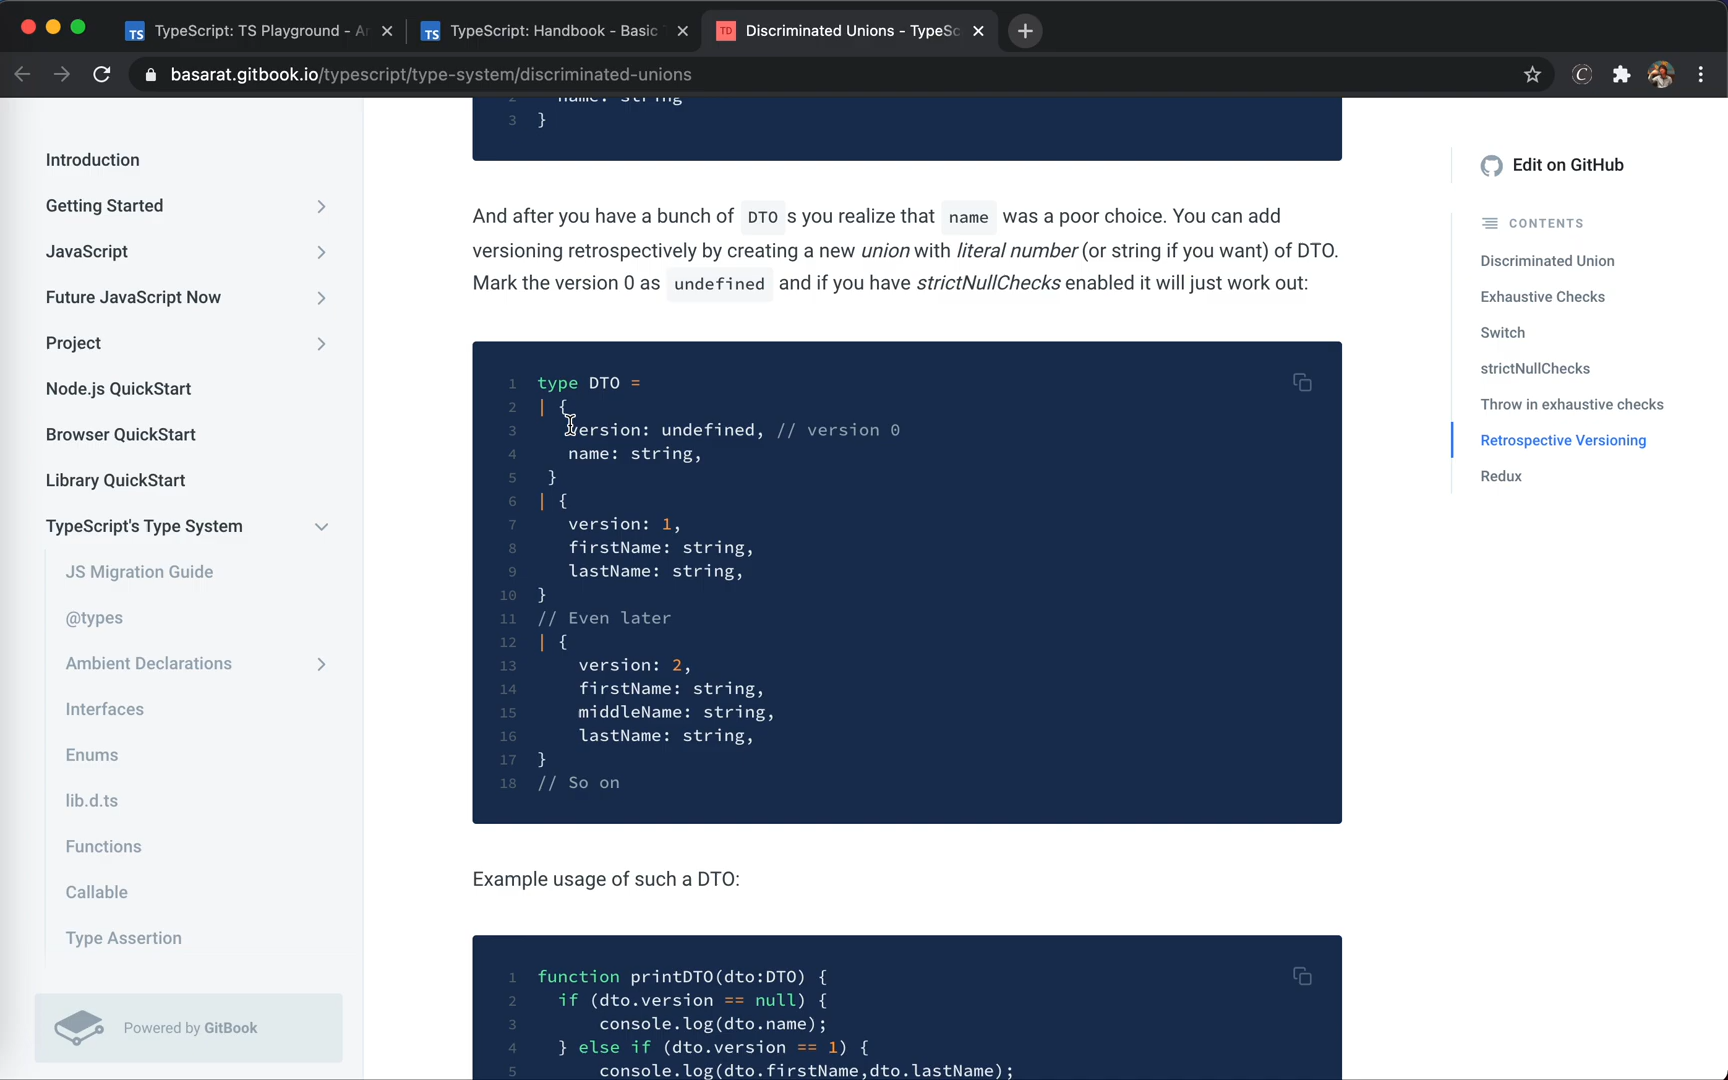 TypeScript: TS Playground - A
TypeScript: Handbook - Basic
Discriminated Unions - TypeSc
basarat.gitbook.io/typescript/type-system/discriminated-unions
Introduction
Getting Started
JavaScript
Future JavaScript Now
Project
Node.js QuickStart
Browser QuickStart
Library QuickStart
TypeScript's Type System
JS Migration Guide
@types
Ambient Declarations
Interfaces
Enums
lib.d.ts
Functions
Callable
Type Assertion
Powered by GitBook
2 name: string
3 }
And after you have a bunch of DTO s you realize that name was a poor choice. You can add
versioning retrospectively by creating a new union with literal number (or string if you want) of DTO.
Mark the version 0 as undefined and if you have strictNullChecks enabled it will just work out:
1 type DTO =
2 | {
3 version: undefined, // version 0
4 name: string,
5 }
6 | {
7 version: 1,
8 firstName: string,
9 lastName: string,
10 }
11 // Even later
12 | {
13 version: 2,
14 firstName: string,
15 middleName: string,
16 lastName: string,
17 }
18 // So on
Example usage of such a DTO:
1 function printDTO(dto:DTO) {
2 if (dto.version == null) {
3 console.log(dto.name);
4 } else if (dto.version == 1) {
5 console.log(dto.firstName,dto.lastName);
Edit on GitHub
CONTENTS
Discriminated Union
Exhaustive Checks
Switch
strictNullChecks
Throw in exhaustive checks
Retrospective Versioning
Redux